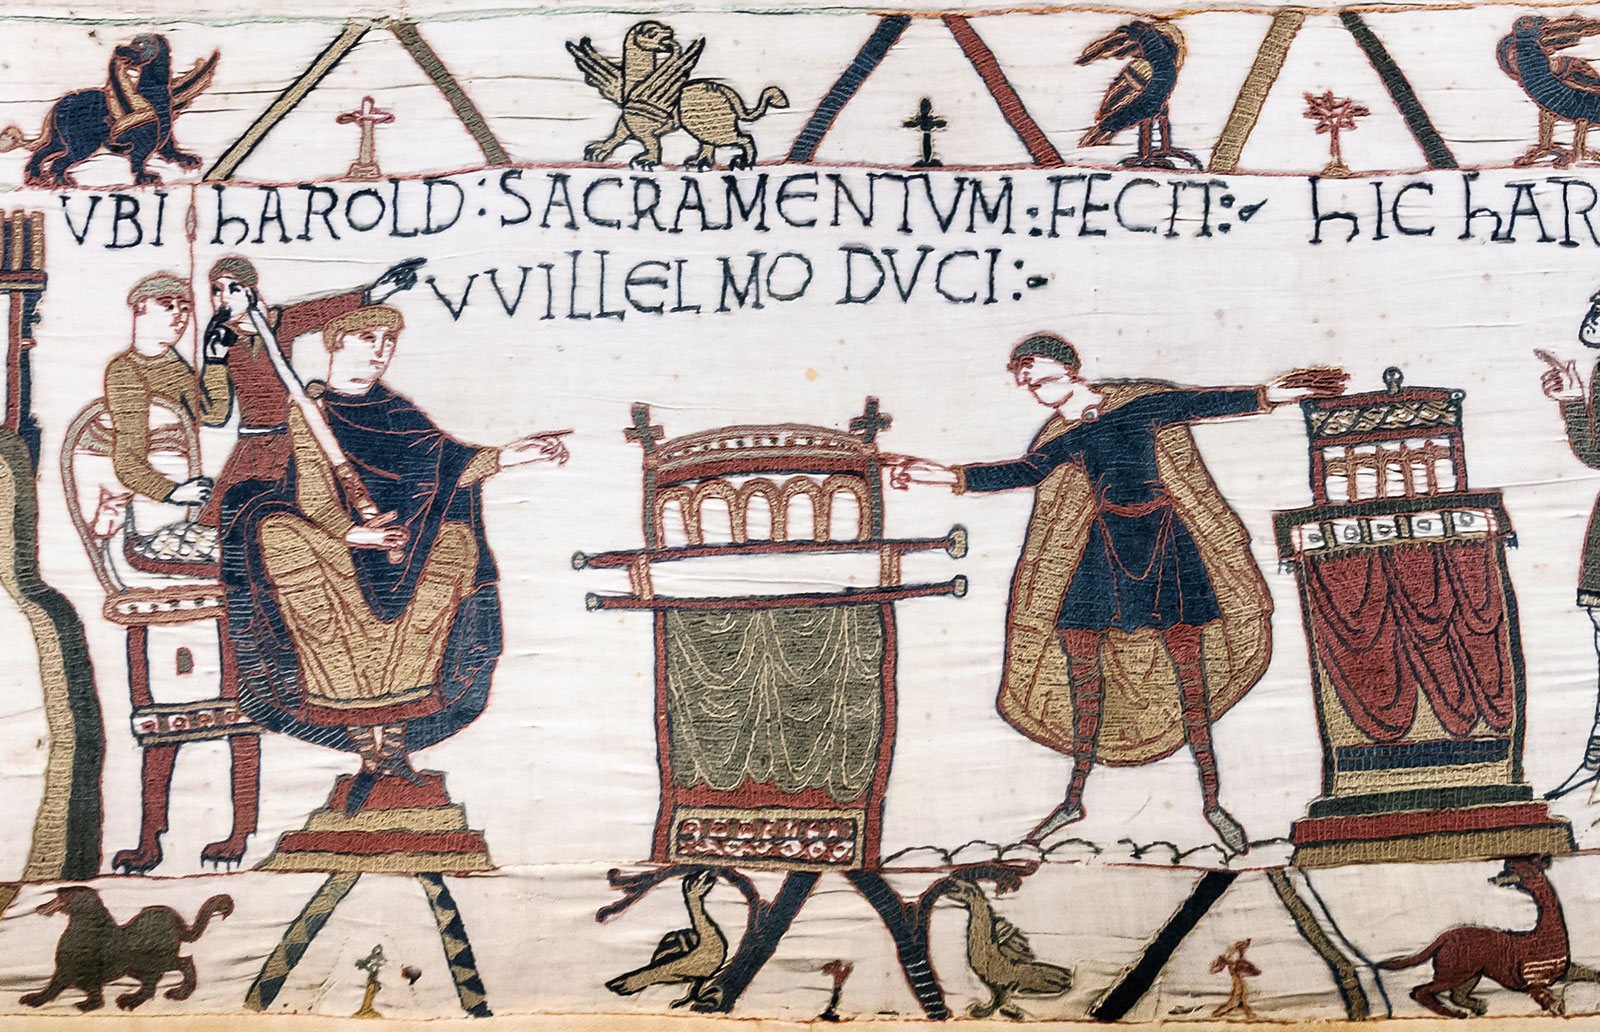 VBI hAROLD : SACRAMENTVM : FECIT : hIC hAR
VVILLELMO DVCI :